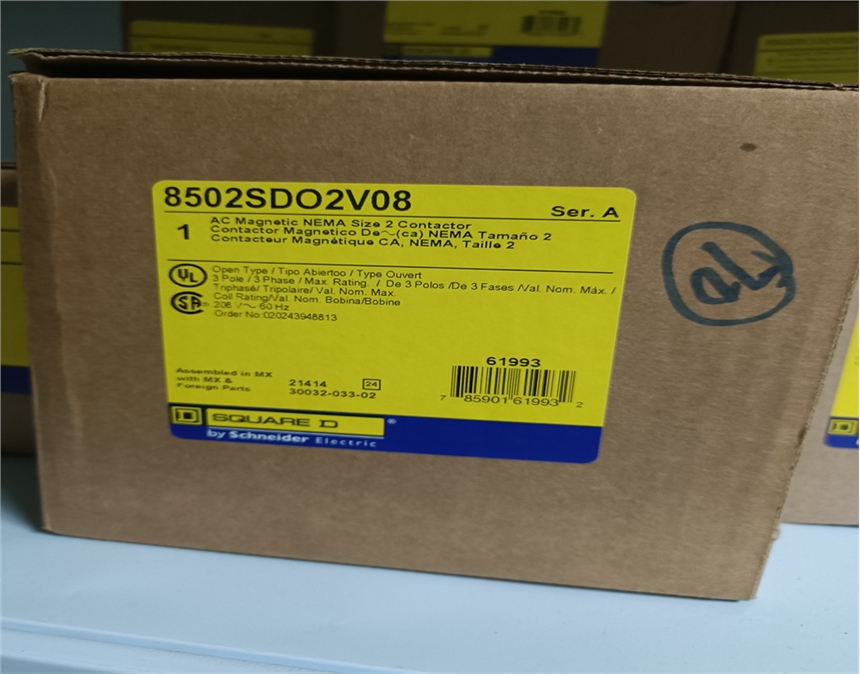 8502SDO2V08
Ser. A
1
AC Magnetic NEMA Size 2 Contactor
Contactor Magnetico De~(ca) NEMA Tamaño 2
Contacteur Magnétique CA, NEMA, Taille 2
UL
Open Type / Tipo Abiertoo / Type Ouvert
3 Pole / 3 Phase / Max. Rating. / De 3 Polos /De 3 Fases /Val. Nom. Máx. /
Triphasé/ Tripolaire/ Val. Nom. Max.
SA
Coil Rating/Val. Nom. Bobina/Bobine
208 V~ 60 Hz
Order No:020243948813
Assembled in MX
with MX &
Foreign Parts
21414
24
30032-033-02
61993
7 85901 61993 2
SQUARE D
®
by Schneider Electric